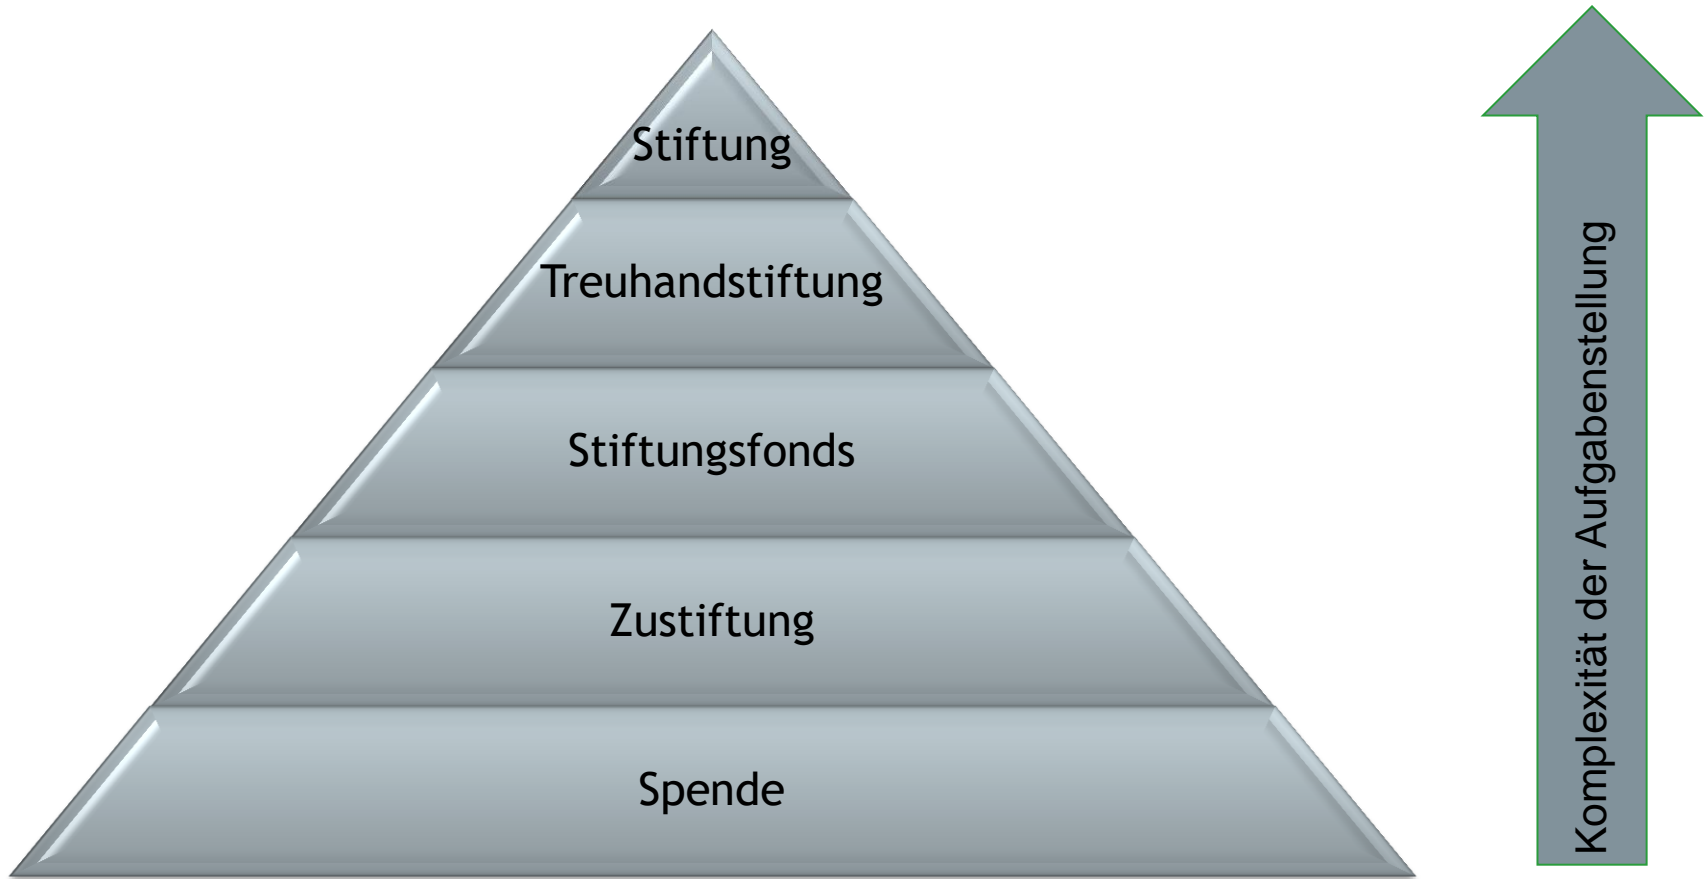 Stiftung
Treuhandstiftung
Stiftungsfonds
Zustiftung
Spende
Komplexität der Aufgabenstellung